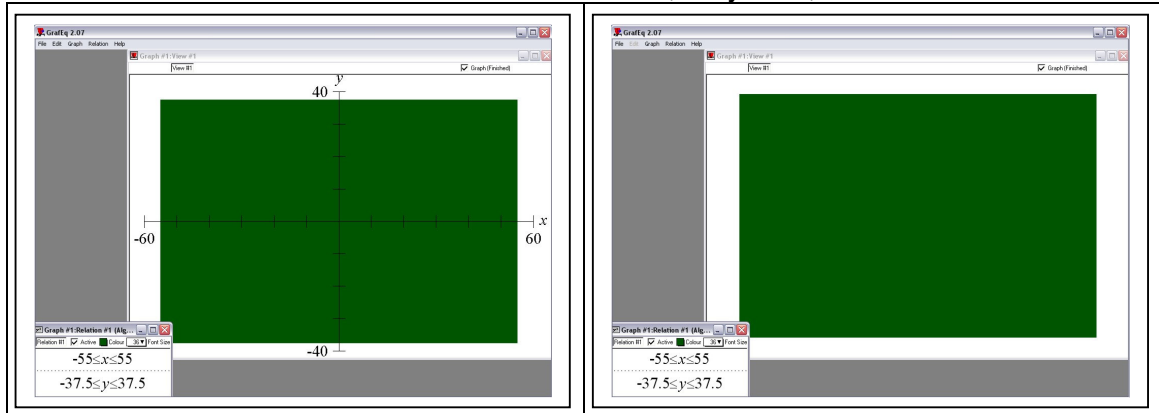 GrafEq 2.07
File Edit Graph Relation Help
Graph #1:View #1
View #1
Graph (Finished)
y
40
x
-60
60
-40
Graph #1:Relation #1 (Alg...
Relation #1 Active Colour 36 Font Size
-55≤x≤55
-37.5≤y≤37.5
GrafEq 2.07
File Edit Graph Relation Help
Graph #1:View #1
View #1
Graph (Finished)
Graph #1:Relation #1 (Alg...
Relation #1 Active Colour 36 Font Size
-55≤x≤55
-37.5≤y≤37.5